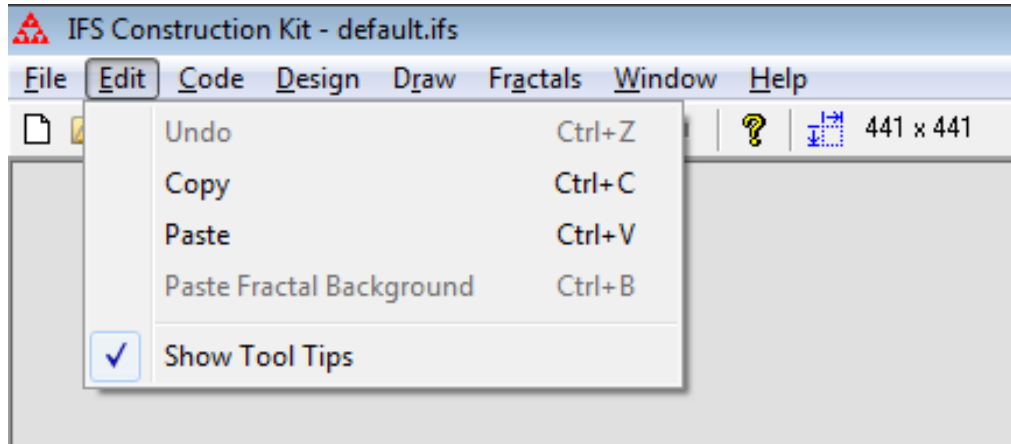 IFS Construction Kit - default.ifs
File Edit Code Design Draw Fractals Window Help
441 x 441
Undo Ctrl+Z
Copy Ctrl+C
Paste Ctrl+V
Paste Fractal Background Ctrl+B
Show Tool Tips